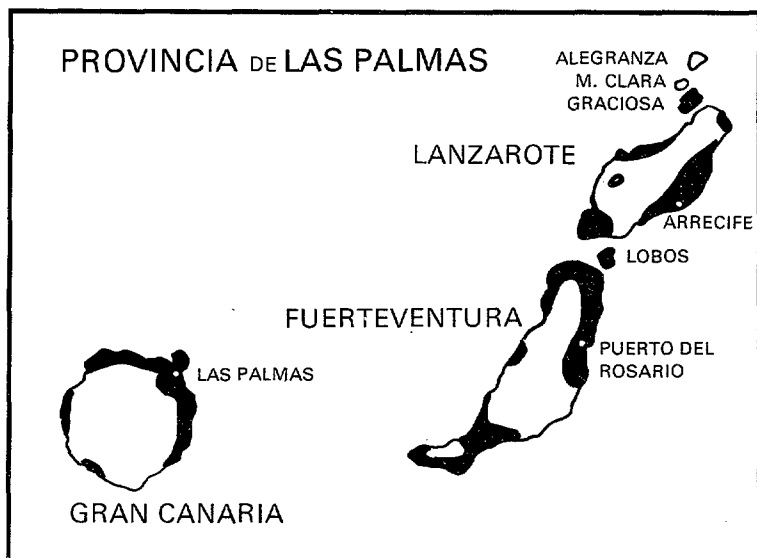 PROVINCIA DE LAS PALMAS
ALEGRANZA
M. CLARA
GRACIOSA
LANZAROTE
ARRECIFE
LOBOS
FUERTEVENTURA
PUERTO DEL
ROSARIO
LAS PALMAS
GRAN CANARIA